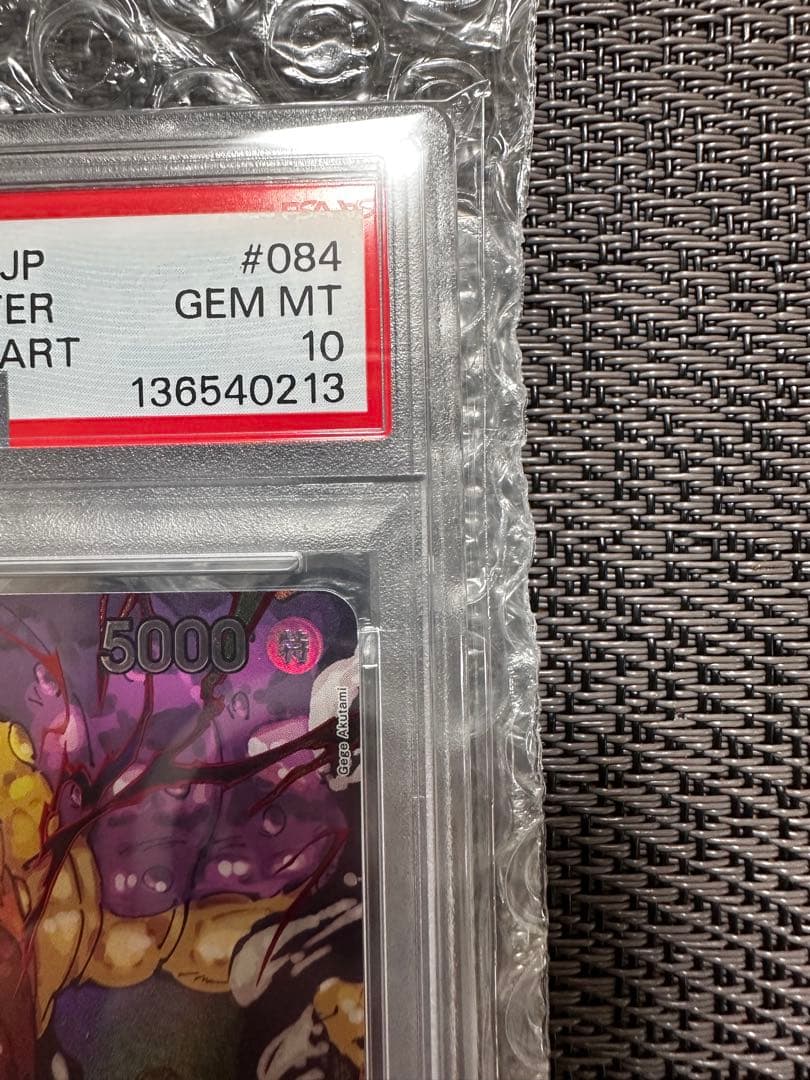 JP #084
TER GEM MT
ART 10
136540213
5000 特
Gege Akutami